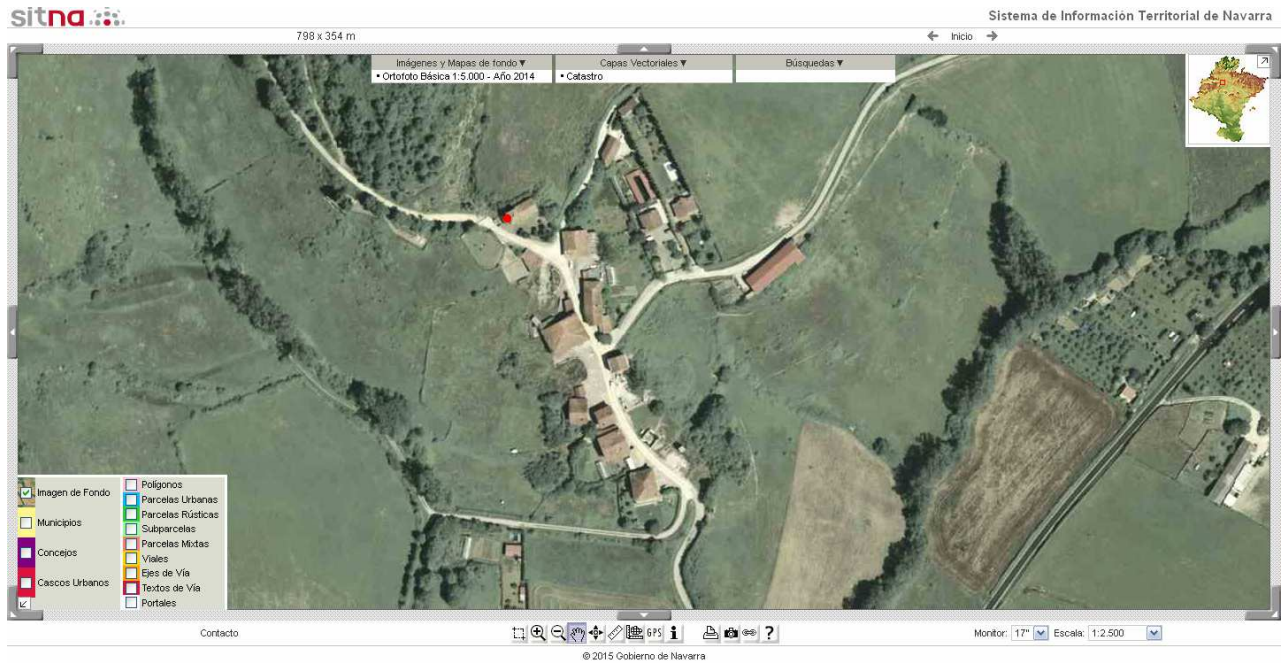 sitna
Sistema de Información Territorial de Navarra
798 x 354 m
Inicio
Imágenes y Mapas de fondo ▼
• Ortofoto Básica 1:5.000 - Año 2014
Capas Vectoriales ▼
• Catastro
Búsquedas ▼
Imagen de Fondo
Municipios
Concejos
Cascos Urbanos
Polígonos
Parcelas Urbanas
Parcelas Rústicas
Subparcelas
Parcelas Mixtas
Viales
Ejes de Vía
Textos de Vía
Portales
Contacto
GPS
i
?
Monitor: 17"
Escala: 1:2.500
© 2015 Gobierno de Navarra